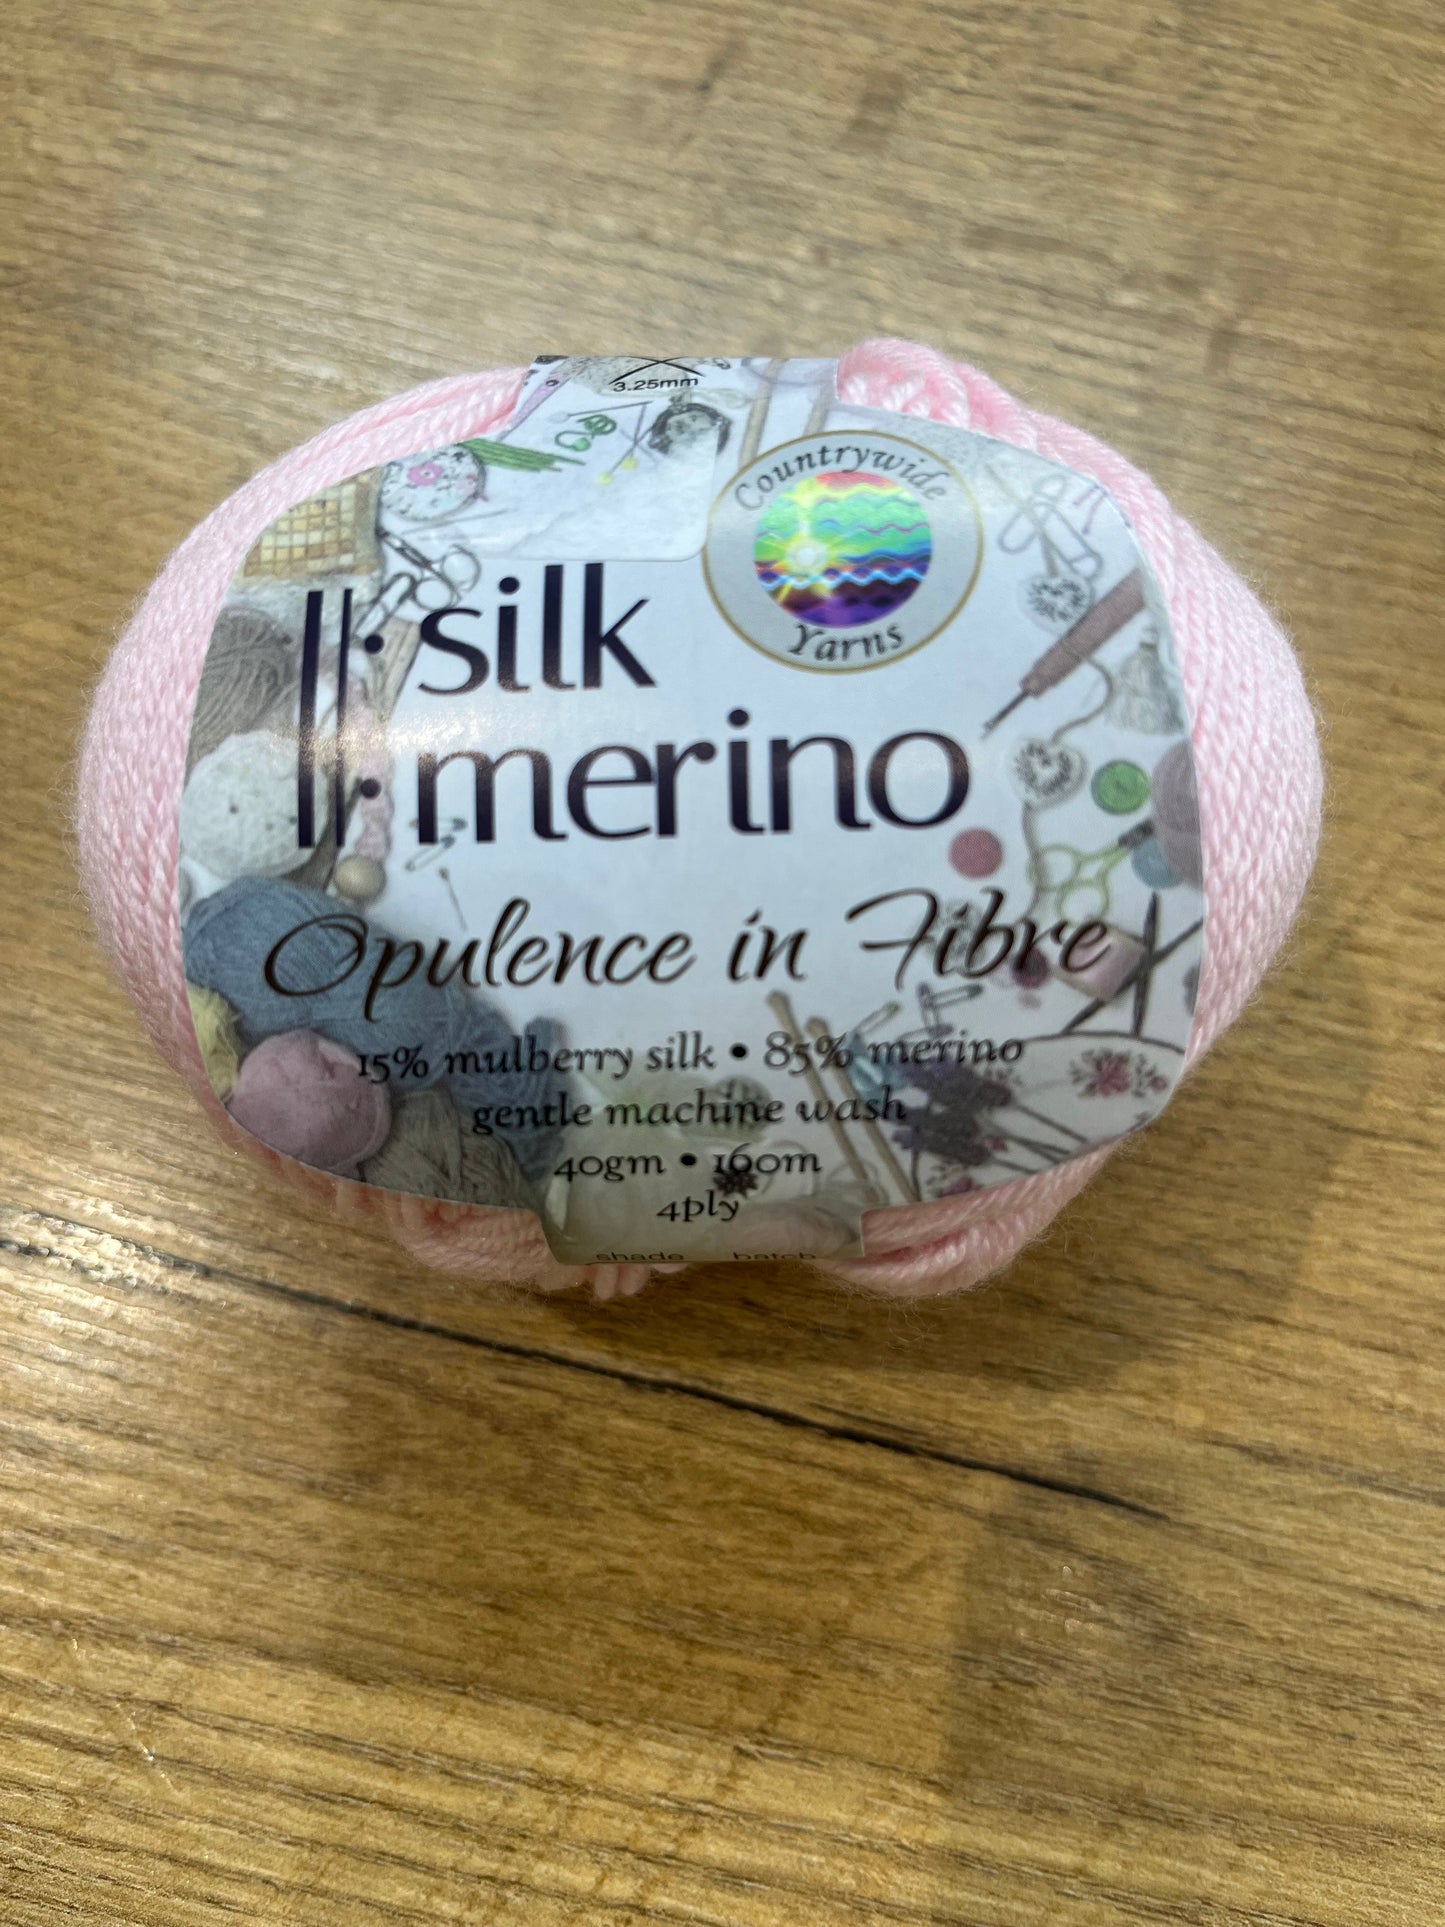 3.25mm
Countrywide
Yarns
silk
merino
Opulence in Fibre
15% mulberry silk • 85% merino
gentle machine wash
40gm • 160m
4ply
shade batch